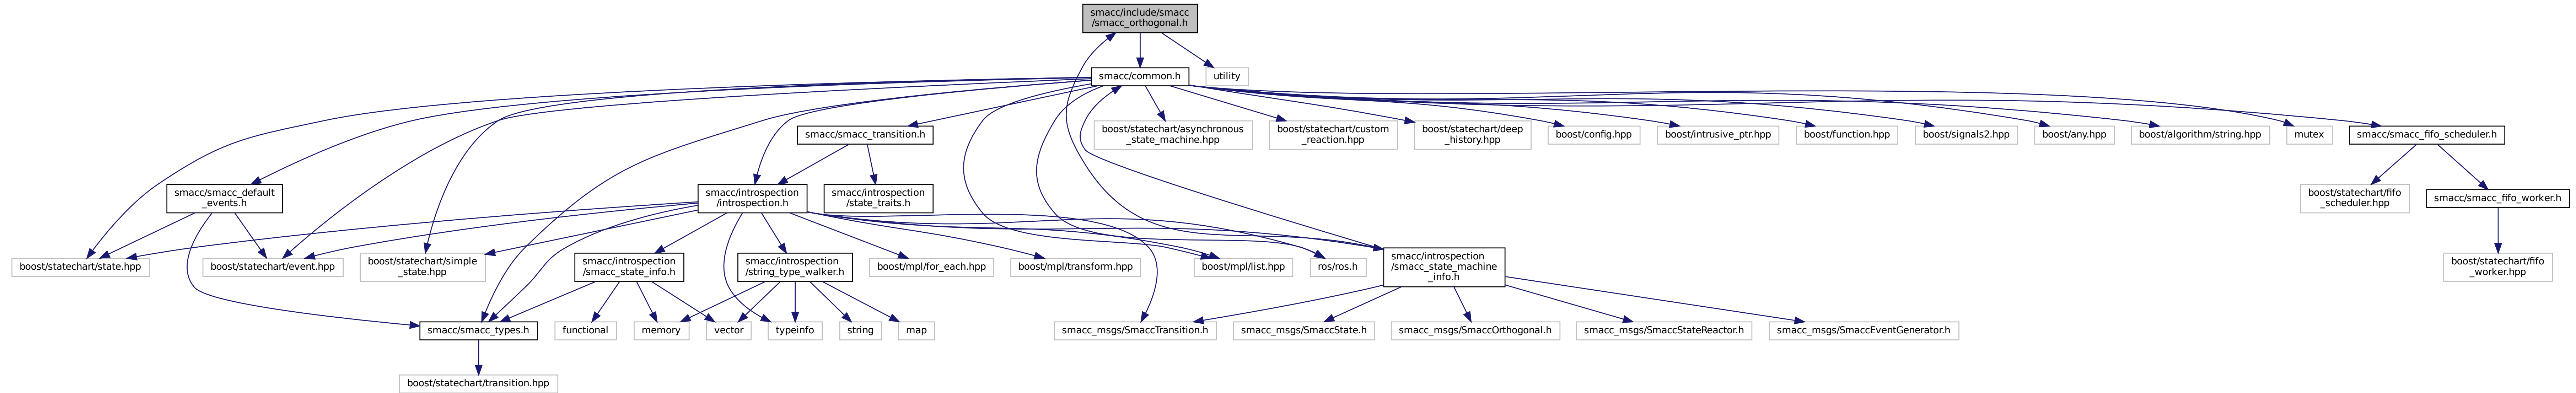 smacc/include/smacc
/smacc_orthogonal.h
smacc/common.h
utility
smacc/smacc_transition.h
boost/statechart/asynchronous
_state_machine.hpp
boost/statechart/custom
_reaction.hpp
boost/statechart/deep
_history.hpp
boost/config.hpp
boost/intrusive_ptr.hpp
boost/function.hpp
boost/signals2.hpp
boost/any.hpp
boost/algorithm/string.hpp
mutex
smacc/smacc_fifo_scheduler.h
smacc/smacc_default
_events.h
smacc/introspection
/introspection.h
smacc/introspection
/state_traits.h
boost/statechart/fifo
_scheduler.hpp
smacc/smacc_fifo_worker.h
boost/statechart/state.hpp
boost/statechart/event.hpp
boost/statechart/simple
_state.hpp
smacc/introspection
/smacc_state_info.h
smacc/introspection
/string_type_walker.h
boost/mpl/for_each.hpp
boost/mpl/transform.hpp
boost/mpl/list.hpp
ros/ros.h
smacc/introspection
/smacc_state_machine
_info.h
boost/statechart/fifo
_worker.hpp
smacc/smacc_types.h
functional
memory
vector
typeinfo
string
map
smacc_msgs/SmaccTransition.h
smacc_msgs/SmaccState.h
smacc_msgs/SmaccOrthogonal.h
smacc_msgs/SmaccStateReactor.h
smacc_msgs/SmaccEventGenerator.h
boost/statechart/transition.hpp